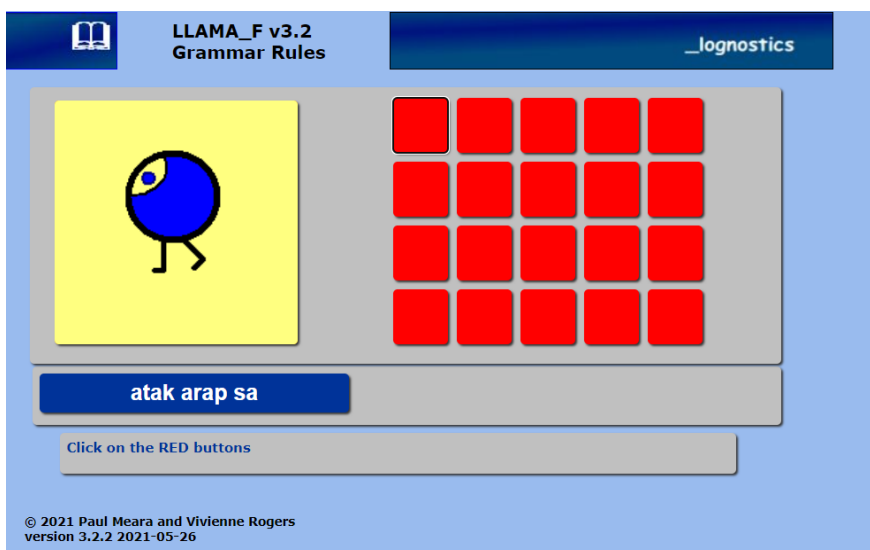 LLAMA_F v3.2
Grammar Rules
_lognostics
atak arap sa
Click on the RED buttons
© 2021 Paul Meara and Vivienne Rogers
version 3.2.2 2021-05-26